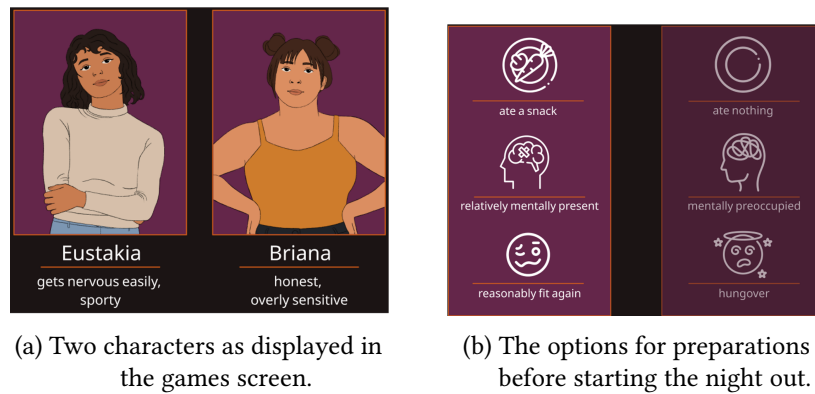 Eustakia
gets nervous easily,
sporty
Briana
honest,
overly sensitive
(a) Two characters as displayed in
the games screen.
ate a snack
ate nothing
relatively mentally present
mentally preoccupied
reasonably fit again
hungover
(b) The options for preparations
before starting the night out.